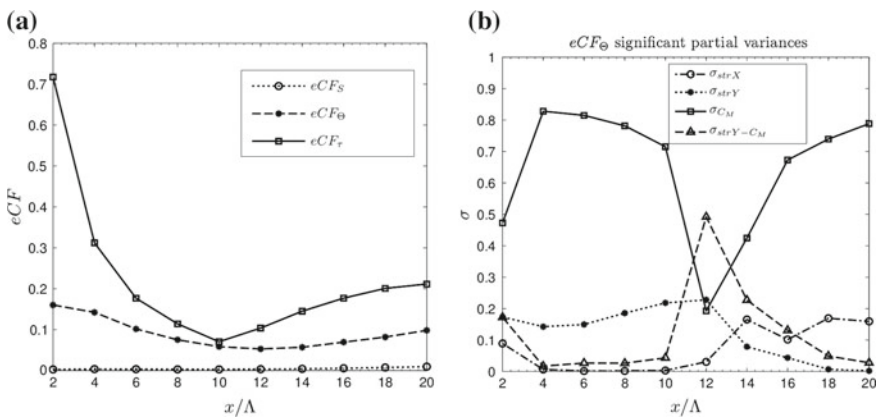 (a)
0.8
0.7
0.6
0.5
0.4
0.3
0.2
0.1
0
eCF
2 4 6 8 10 12 14 16 18 20
x/Λ
eCF_S
eCF_Θ
eCF_τ
(b)
eCF_Θ significant partial variances
1
0.9
0.8
0.7
0.6
0.5
0.4
0.3
0.2
0.1
0
σ
2 4 6 8 10 12 14 16 18 20
x/Λ
σ_strX
σ_strY
σ_C_M
σ_strY−C_M